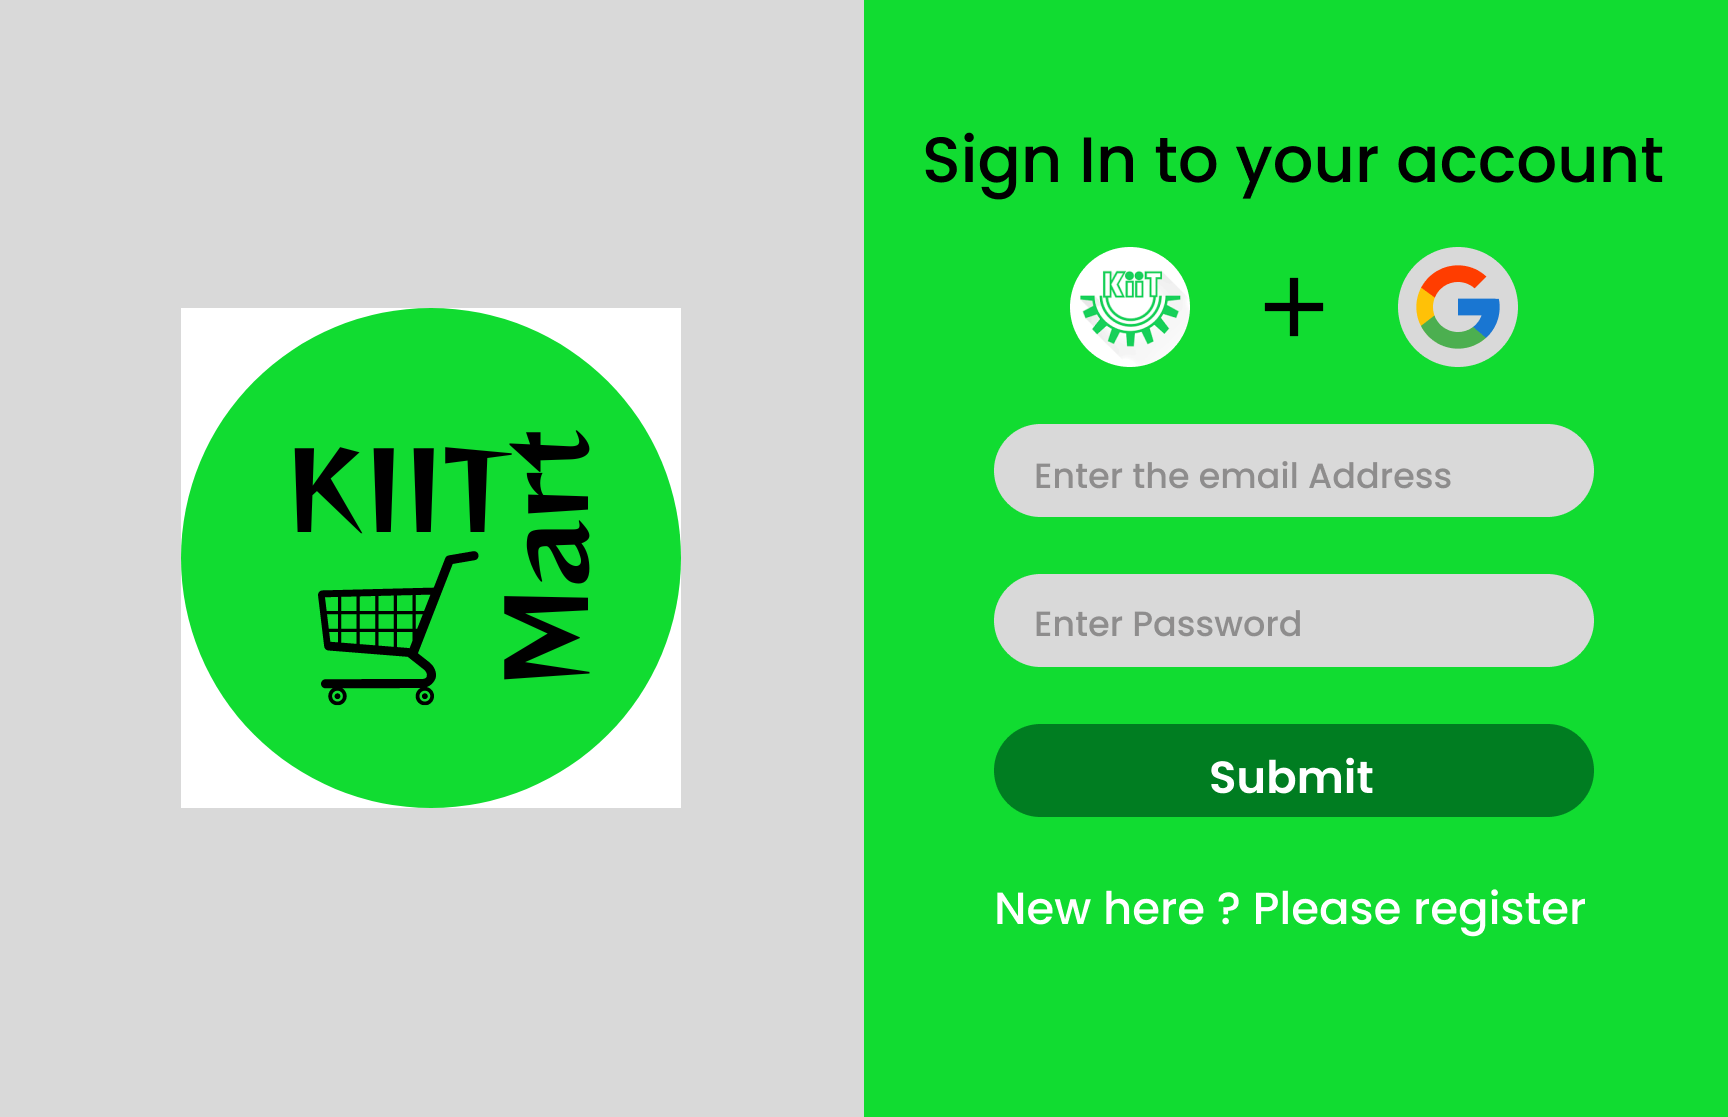 KIIT
Mart
Sign In to your account
KiiT
+
G
Enter the email Address
Enter Password
Submit
New here ? Please register